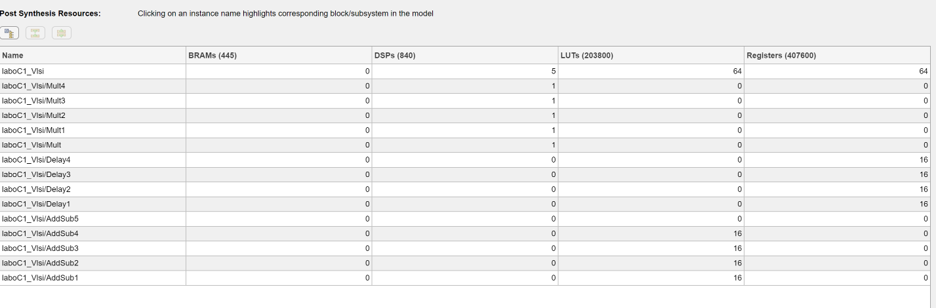 Post Synthesis Resources: Clicking on an instance name highlights corresponding block/subsystem in the model
Name BRAMs (445) DSPs (840) LUTs (203800) Registers (407600)
laboC1_Vlsi 0 5 64 64
laboC1_Vlsi/Mult4 0 1 0 0
laboC1_Vlsi/Mult3 0 1 0 0
laboC1_Vlsi/Mult2 0 1 0 0
laboC1_Vlsi/Mult1 0 1 0 0
laboC1_Vlsi/Mult 0 1 0 0
laboC1_Vlsi/Delay4 0 0 0 16
laboC1_Vlsi/Delay3 0 0 0 16
laboC1_Vlsi/Delay2 0 0 0 16
laboC1_Vlsi/Delay1 0 0 0 16
laboC1_Vlsi/AddSub5 0 0 0 0
laboC1_Vlsi/AddSub4 0 0 16 0
laboC1_Vlsi/AddSub3 0 0 16 0
laboC1_Vlsi/AddSub2 0 0 16 0
laboC1_Vlsi/AddSub1 0 0 16 0